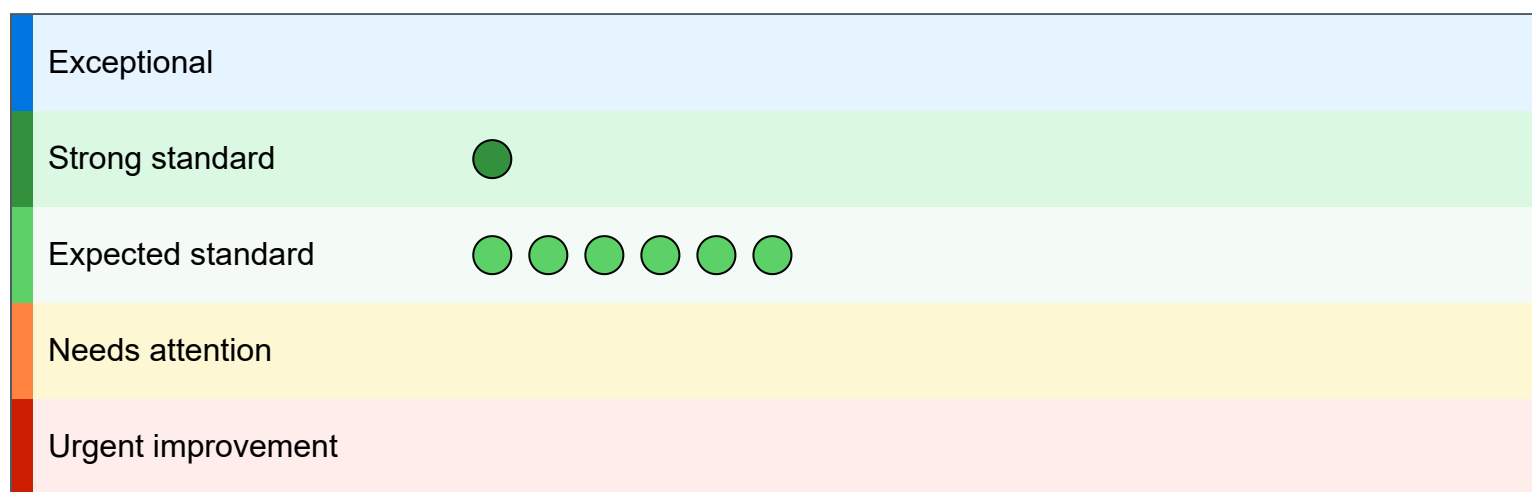 Exceptional
Strong standard
Expected standard
Needs attention
Urgent improvement